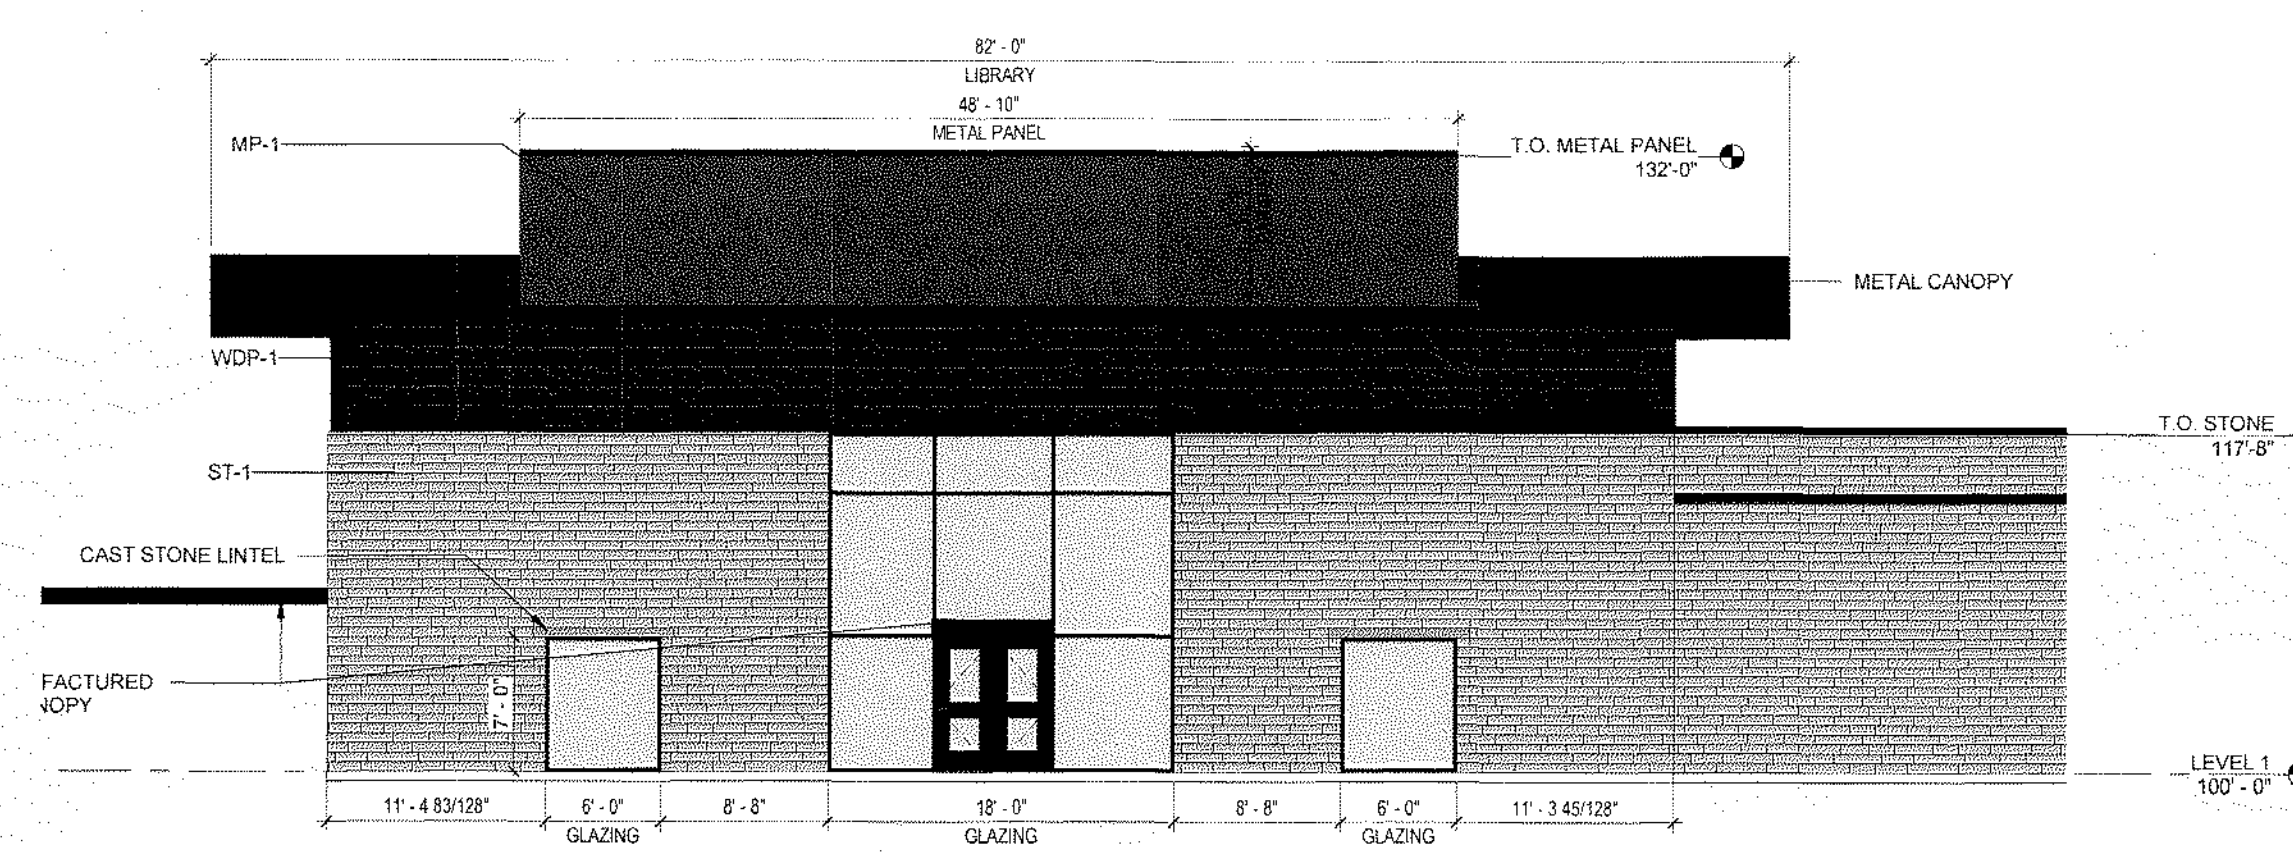 82' - 0"
LIBRARY
48' - 10"
METAL PANEL
MP-1
T.O. METAL PANEL
132'-0"
METAL CANOPY
WDP-1
T.O. STONE
117'-8"
ST-1
CAST STONE LINTEL
FACTURED
NOPY
7' - 0"
LEVEL 1
100' - 0"
11' - 4 83/128"
6' - 0"
8' - 8"
18' - 0"
8' - 8"
6' - 0"
11' - 3 45/128"
GLAZING
GLAZING
GLAZING